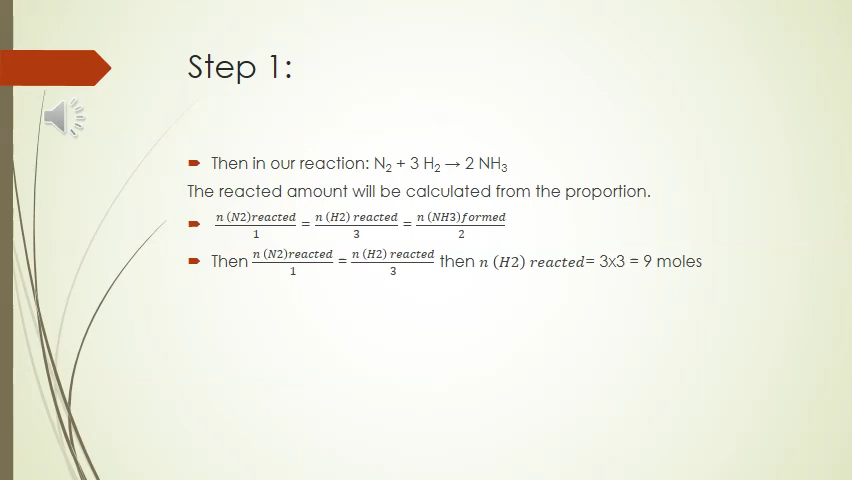 Step 1:
Then in our reaction: N₂ + 3 H₂ → 2 NH₃
The reacted amount will be calculated from the proportion.
n (N2)reacted/1 = n (H2) reacted/3 = n (NH3)formed/2
Then n (N2)reacted/1 = n (H2) reacted/3 then n (H2) reacted= 3x3 = 9 moles